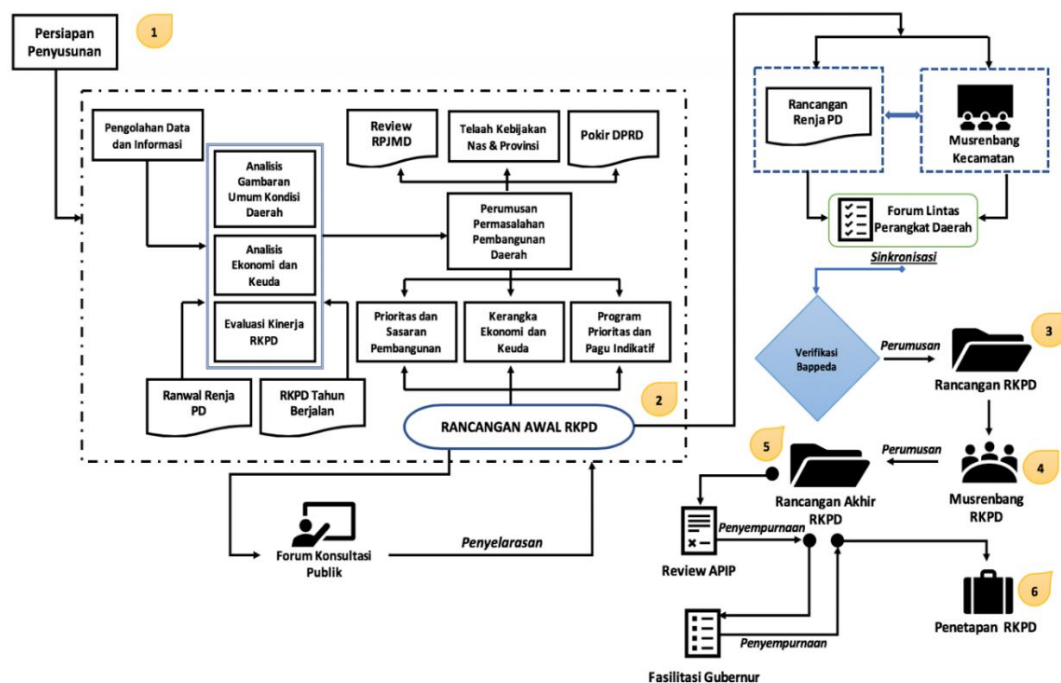 Persiapan
Penyusunan
1
Pengolahan Data
dan Informasi
Analisis
Gambaran
Umum Kondisi
Daerah
Analisis
Ekonomi dan
Keuda
Evaluasi Kinerja
RKPD
Ranwal Renja
PD
RKPD Tahun
Berjalan
Review
RPJMD
Telaah Kebijakan
Nas & Provinsi
Pokir DPRD
Perumusan
Permasalahan
Pembangunan
Daerah
Prioritas dan
Sasaran
Pembangunan
Kerangka
Ekonomi dan
Keuda
Program
Prioritas dan
Pagu Indikatif
2
RANCANGAN AWAL RKPD
Forum Konsultasi
Publik
Penyelarasan
Rancangan
Renja PD
Musrenbang
Kecamatan
Forum Lintas
Perangkat Daerah
Sinkronisasi
Verifikasi
Bappeda
Perumusan
3
Rancangan RKPD
4
Musrenbang
RKPD
Perumusan
5
Rancangan Akhir
RKPD
Review APIP
Penyempurnaan
Fasilitasi Gubernur
Penyempurnaan
6
Penetapan RKPD